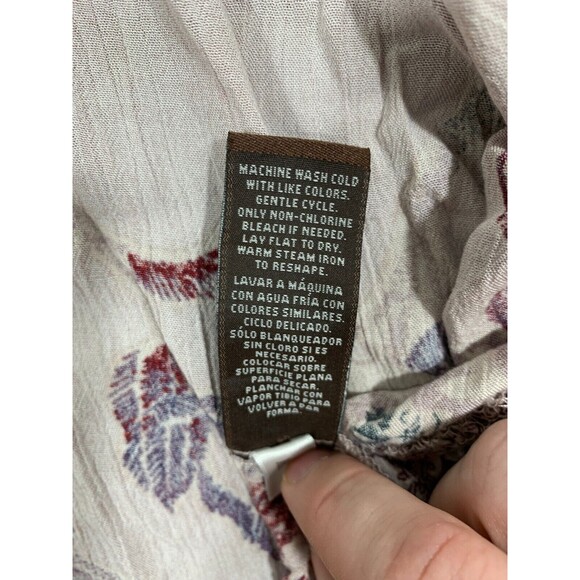 MACHINE WASH COLD
WITH LIKE COLORS.
GENTLE CYCLE.
ONLY NON-CHLORINE
BLEACH IF NEEDED.
LAY FLAT TO DRY.
WARM STEAM IRON
TO RESHAPE.
LAVAR A MÁQUINA
CON AGUA FRÍA CON
COLORES SIMILARES.
CICLO DELICADO.
SÓLO BLANQUEADOR
SIN CLORO SI ES
NECESARIO.
COLOCAR SOBRE
SUPERFICIE PLANA
PARA SECAR.
PLANCHAR CON
VAPOR TIBIO PARA
VOLVER A DAR
FORMA.